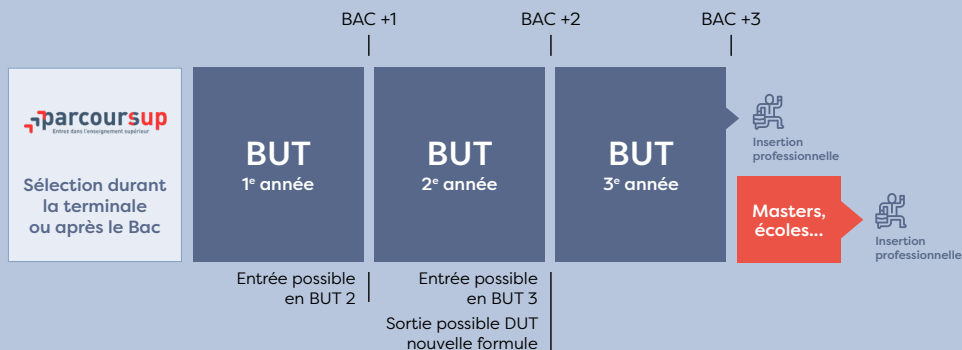 BAC +1
BAC +2
BAC +3
parcoursup
Entrez dans l'enseignement supérieur
Sélection durant
la terminale
ou après le Bac
BUT
1e année
BUT
2e année
BUT
3e année
Insertion
professionnelle
Masters,
écoles...
Insertion
professionnelle
Entrée possible
en BUT 2
Entrée possible
en BUT 3
Sortie possible DUT
nouvelle formule